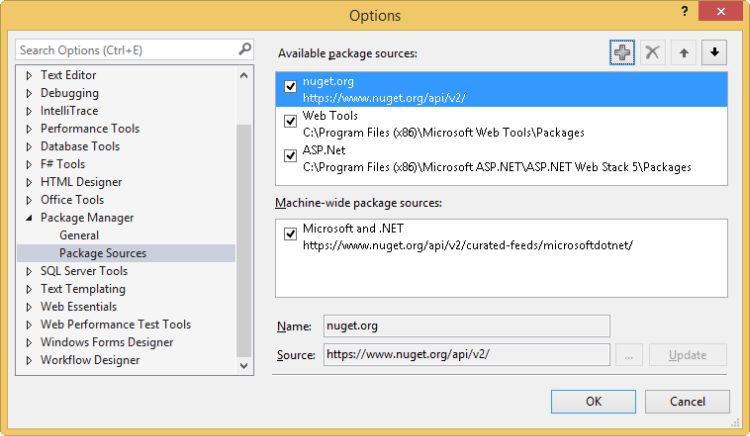 Options
?
Search Options (Ctrl+E)
Text Editor
Debugging
IntelliTrace
Performance Tools
Database Tools
F# Tools
HTML Designer
Office Tools
Package Manager
General
Package Sources
SQL Server Tools
Text Templating
Web Essentials
Web Performance Test Tools
Windows Forms Designer
Workflow Designer
Available package sources:
nuget.org
https://www.nuget.org/api/v2/
Web Tools
C:\Program Files (x86)\Microsoft Web Tools\Packages
ASP.Net
C:\Program Files (x86)\Microsoft ASP.NET\ASP.NET Web Stack 5\Packages
Machine-wide package sources:
Microsoft and .NET
https://www.nuget.org/api/v2/curated-feeds/microsoftdotnet/
Name: nuget.org
Source: https://www.nuget.org/api/v2/ ... Update
OK Cancel